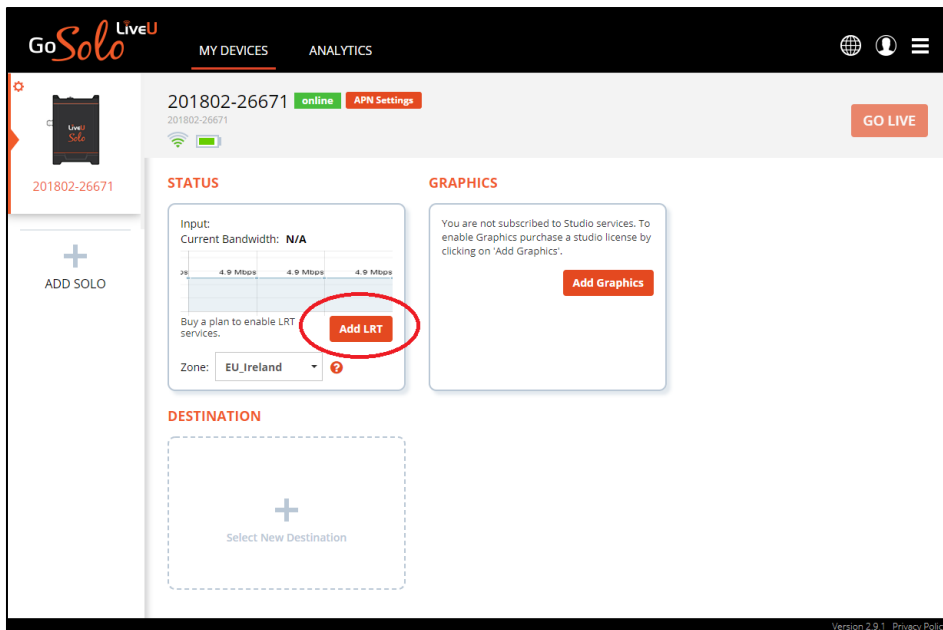 Go Solo LiveU
MY DEVICES
ANALYTICS
LiveU
Solo
201802-26671
ADD SOLO
201802-26671 online APN Settings
201802-26671
GO LIVE
STATUS
Input:
Current Bandwidth: N/A
ps 4.9 Mbps 4.9 Mbps 4.9 Mbps
Buy a plan to enable LRT
services.
Add LRT
Zone: EU_Ireland ?
GRAPHICS
You are not subscribed to Studio services. To
enable Graphics purchase a studio license by
clicking on 'Add Graphics'.
Add Graphics
DESTINATION
Select New Destination
Version 2.9.1 Privacy Polic